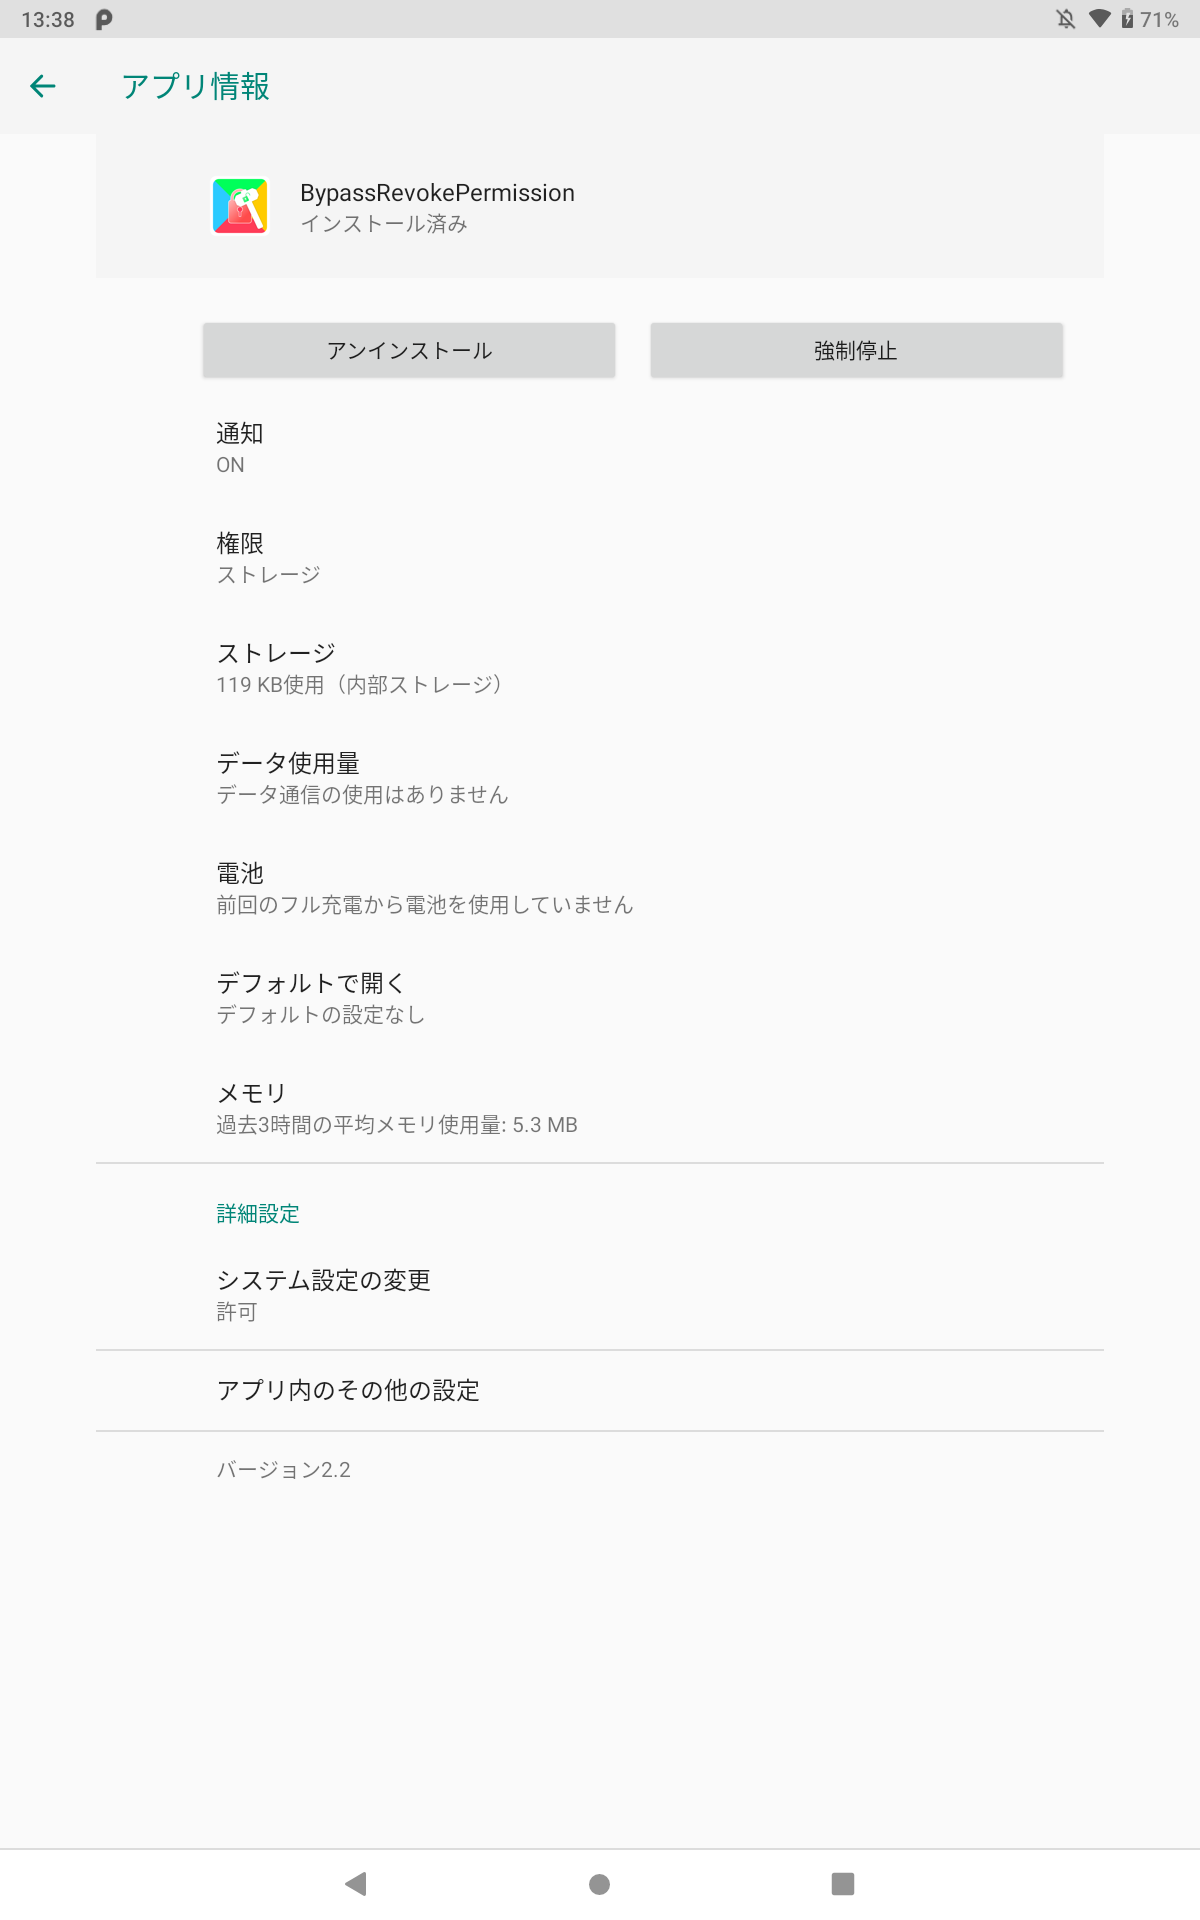 13:38
71%
アプリ情報
BypassRevokePermission
インストール済み
アンインストール
強制停止
通知
ON
権限
ストレージ
ストレージ
119 KB使用（内部ストレージ）
データ使用量
データ通信の使用はありません
電池
前回のフル充電から電池を使用していません
デフォルトで開く
デフォルトの設定なし
メモリ
過去3時間の平均メモリ使用量: 5.3 MB
詳細設定
システム設定の変更
許可
アプリ内のその他の設定
バージョン2.2